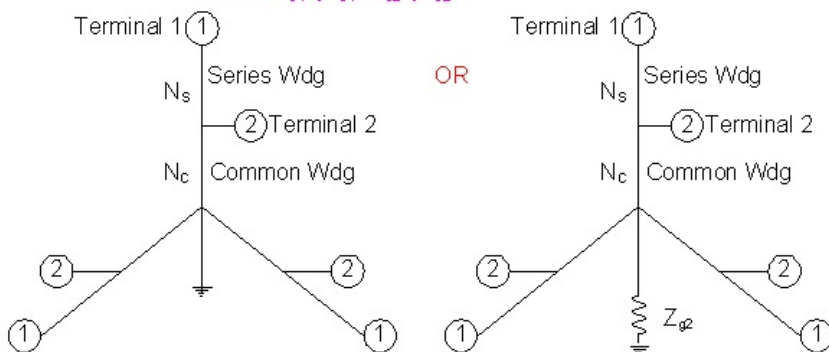 Terminal 1 1
Series Wdg
Ns
2 Terminal 2
Nc
Common Wdg
2
2
1
1
OR
Terminal 1 1
Series Wdg
Ns
2 Terminal 2
Nc
Common Wdg
2
2
Zg2
1
1